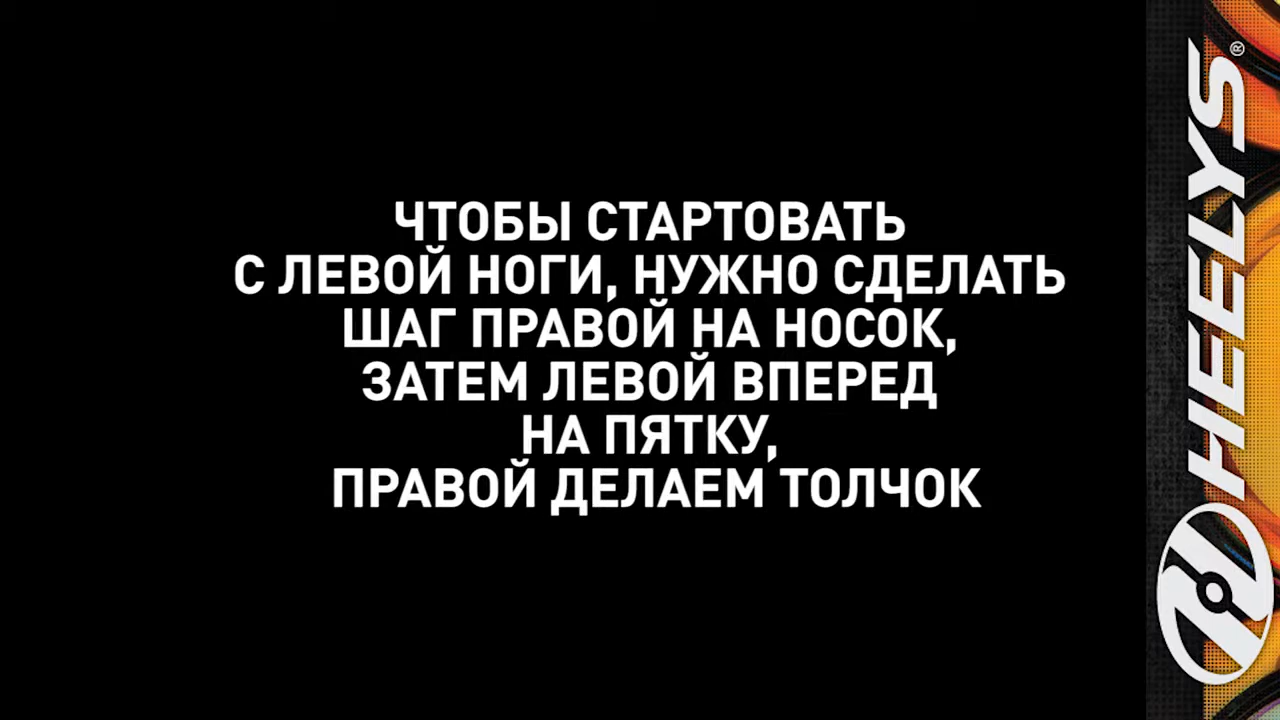 ЧТОБЫ СТАРТОВАТЬ
С ЛЕВОЙ НОГИ, НУЖНО СДЕЛАТЬ
ШАГ ПРАВОЙ НА НОСОК,
ЗАТЕМ ЛЕВОЙ ВПЕРЕД
НА ПЯТКУ,
ПРАВОЙ ДЕЛАЕМ ТОЛЧОК
HEELYS®